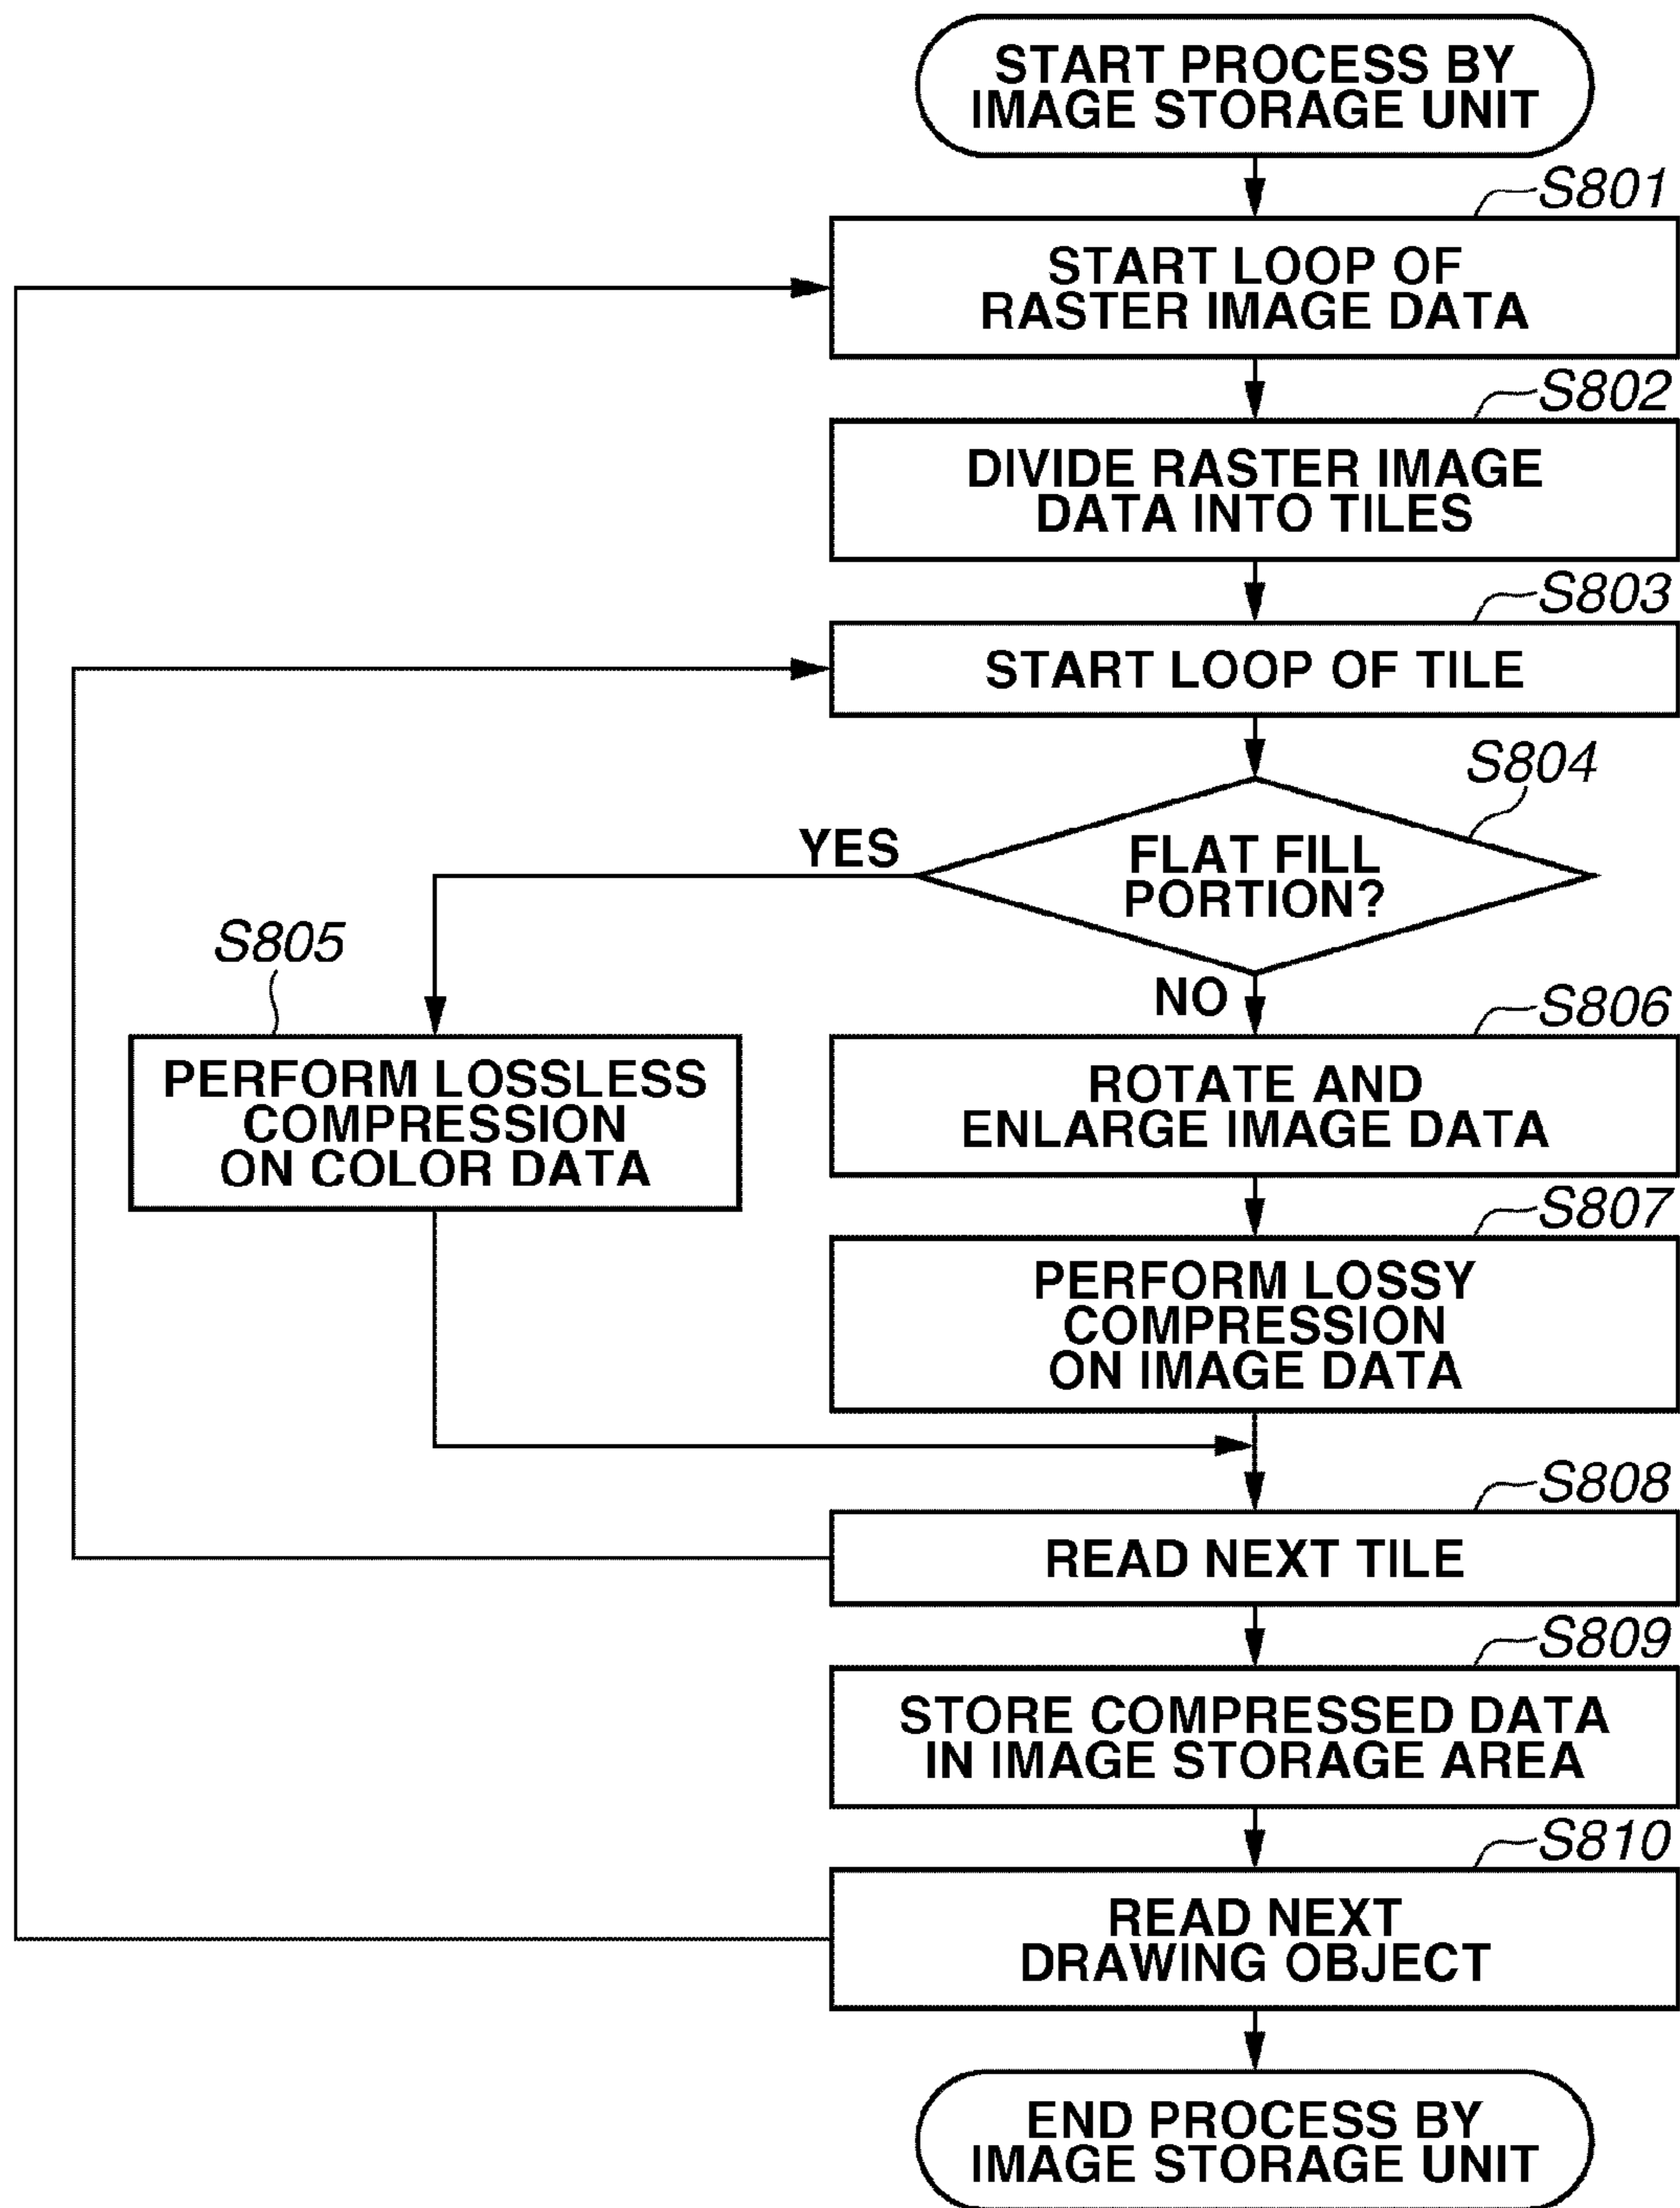 START PROCESS BY
IMAGE STORAGE UNIT
S801
START LOOP OF
RASTER IMAGE DATA
S802
DIVIDE RASTER IMAGE
DATA INTO TILES
S803
START LOOP OF TILE
S804
YES
FLAT FILL
PORTION?
S805
NO
PERFORM LOSSLESS
COMPRESSION
ON COLOR DATA
S806
ROTATE AND
ENLARGE IMAGE DATA
S807
PERFORM LOSSY
COMPRESSION
ON IMAGE DATA
S808
READ NEXT TILE
S809
STORE COMPRESSED DATA
IN IMAGE STORAGE AREA
S810
READ NEXT
DRAWING OBJECT
END PROCESS BY
IMAGE STORAGE UNIT